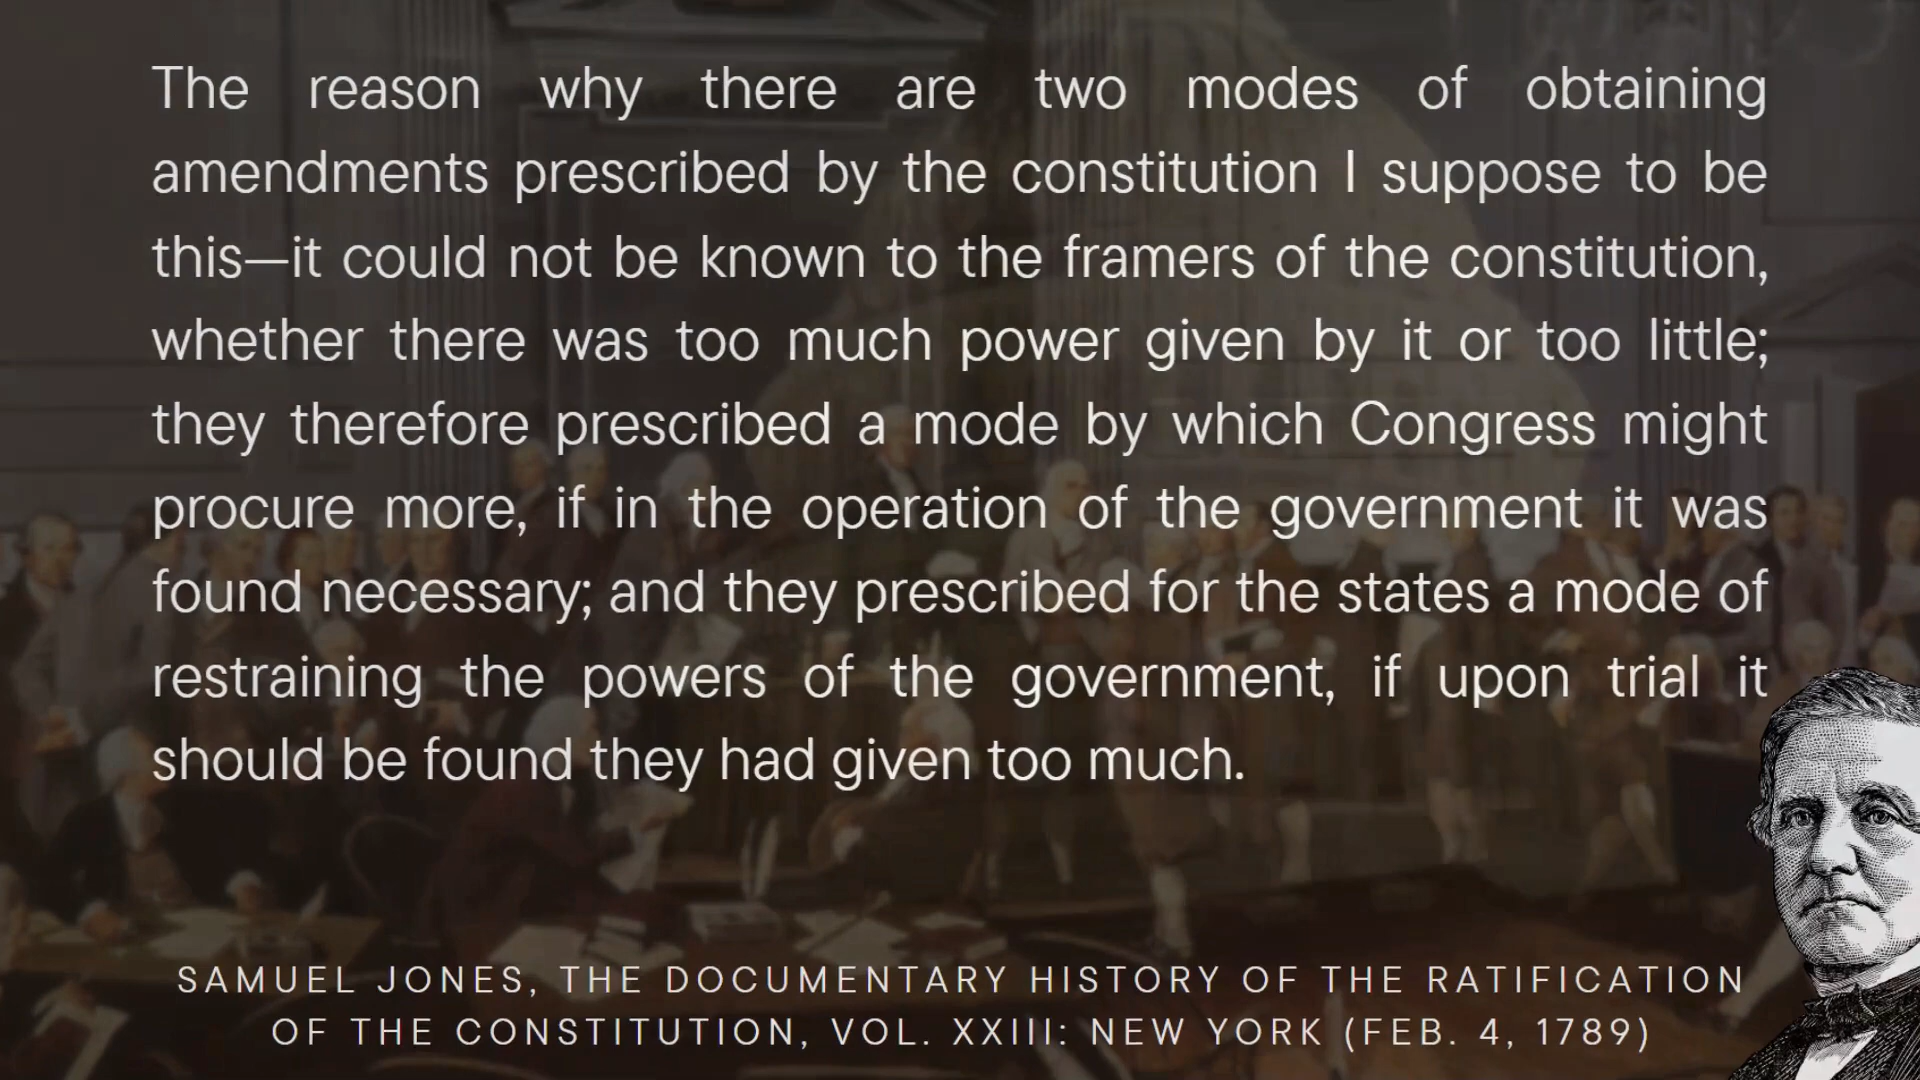 The reason why there are two modes of obtaining
amendments prescribed by the constitution I suppose to be
this—it could not be known to the framers of the constitution,
whether there was too much power given by it or too little;
they therefore prescribed a mode by which Congress might
procure more, if in the operation of the government it was
found necessary; and they prescribed for the states a mode of
restraining the powers of the government, if upon trial it
should be found they had given too much.
SAMUEL JONES, THE DOCUMENTARY HISTORY OF THE RATIFICATION
OF THE CONSTITUTION, VOL. XXIII: NEW YORK (FEB. 4, 1789)